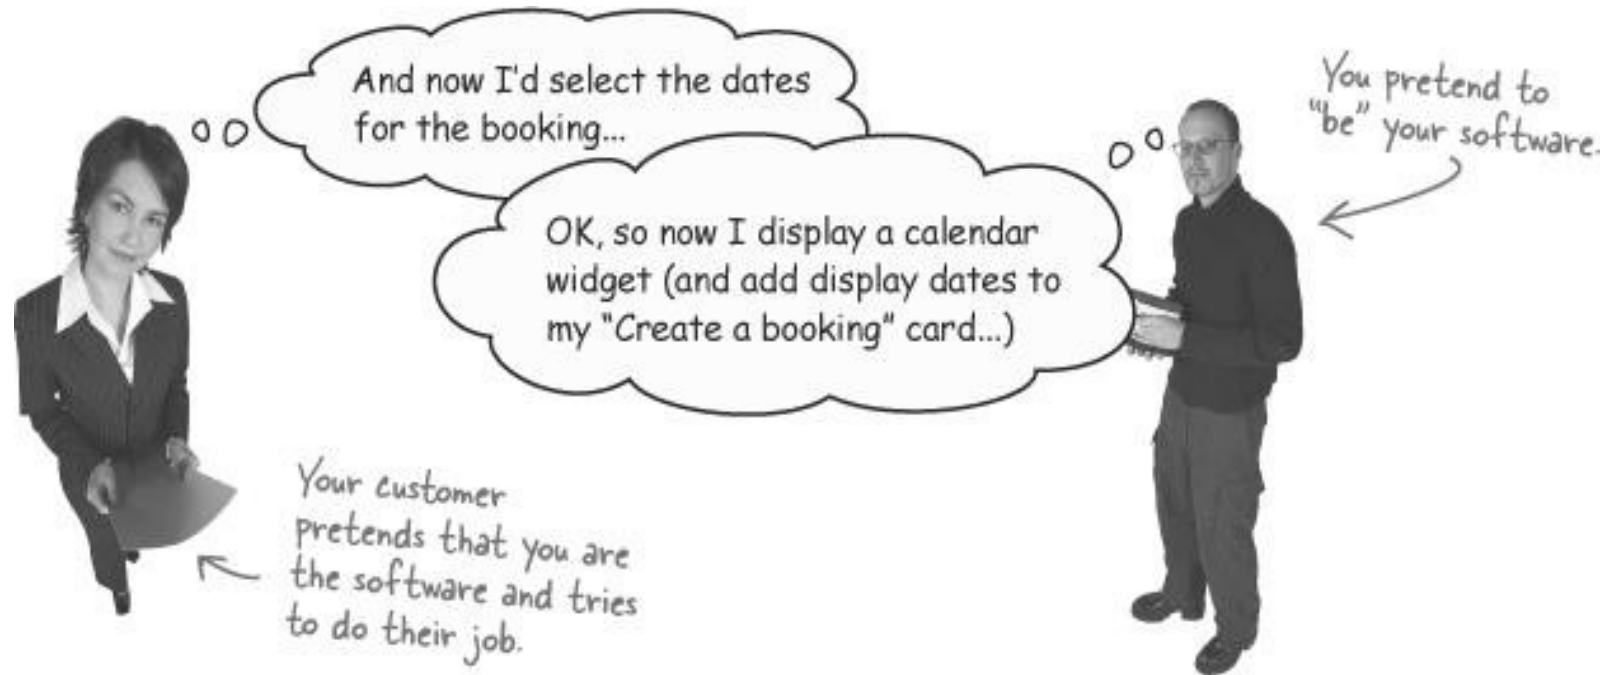 And now I'd select the dates
for the booking...
You pretend to
"be" your software.
OK, so now I display a calendar
widget (and add display dates to
my "Create a booking" card...)
Your customer
pretends that you are
the software and tries
to do their job.